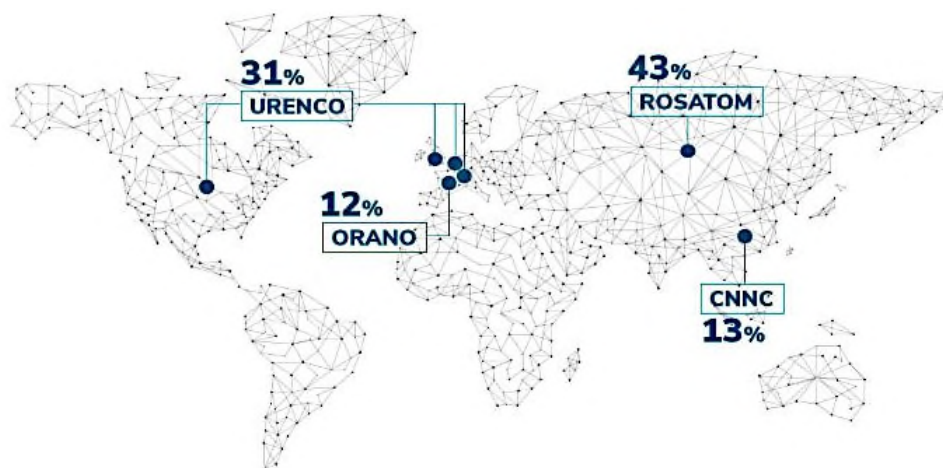 31%
URENCO
43%
ROSATOM
12%
ORANO
CNNC
13%